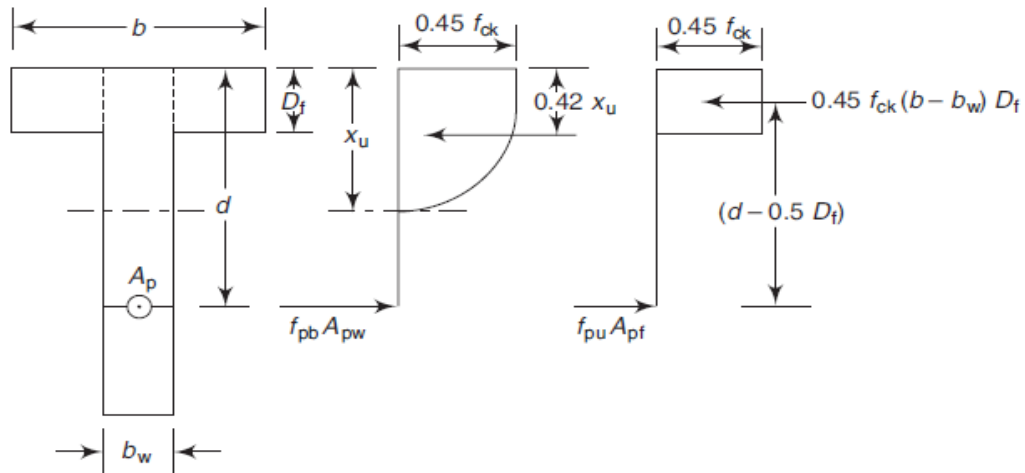 b
0.45 f_ck
0.45 f_ck
D_f
x_u
0.42 x_u
0.45 f_ck (b – b_w) D_f
d
(d – 0.5 D_f)
A_p
f_pb A_pw
f_pu A_pf
b_w